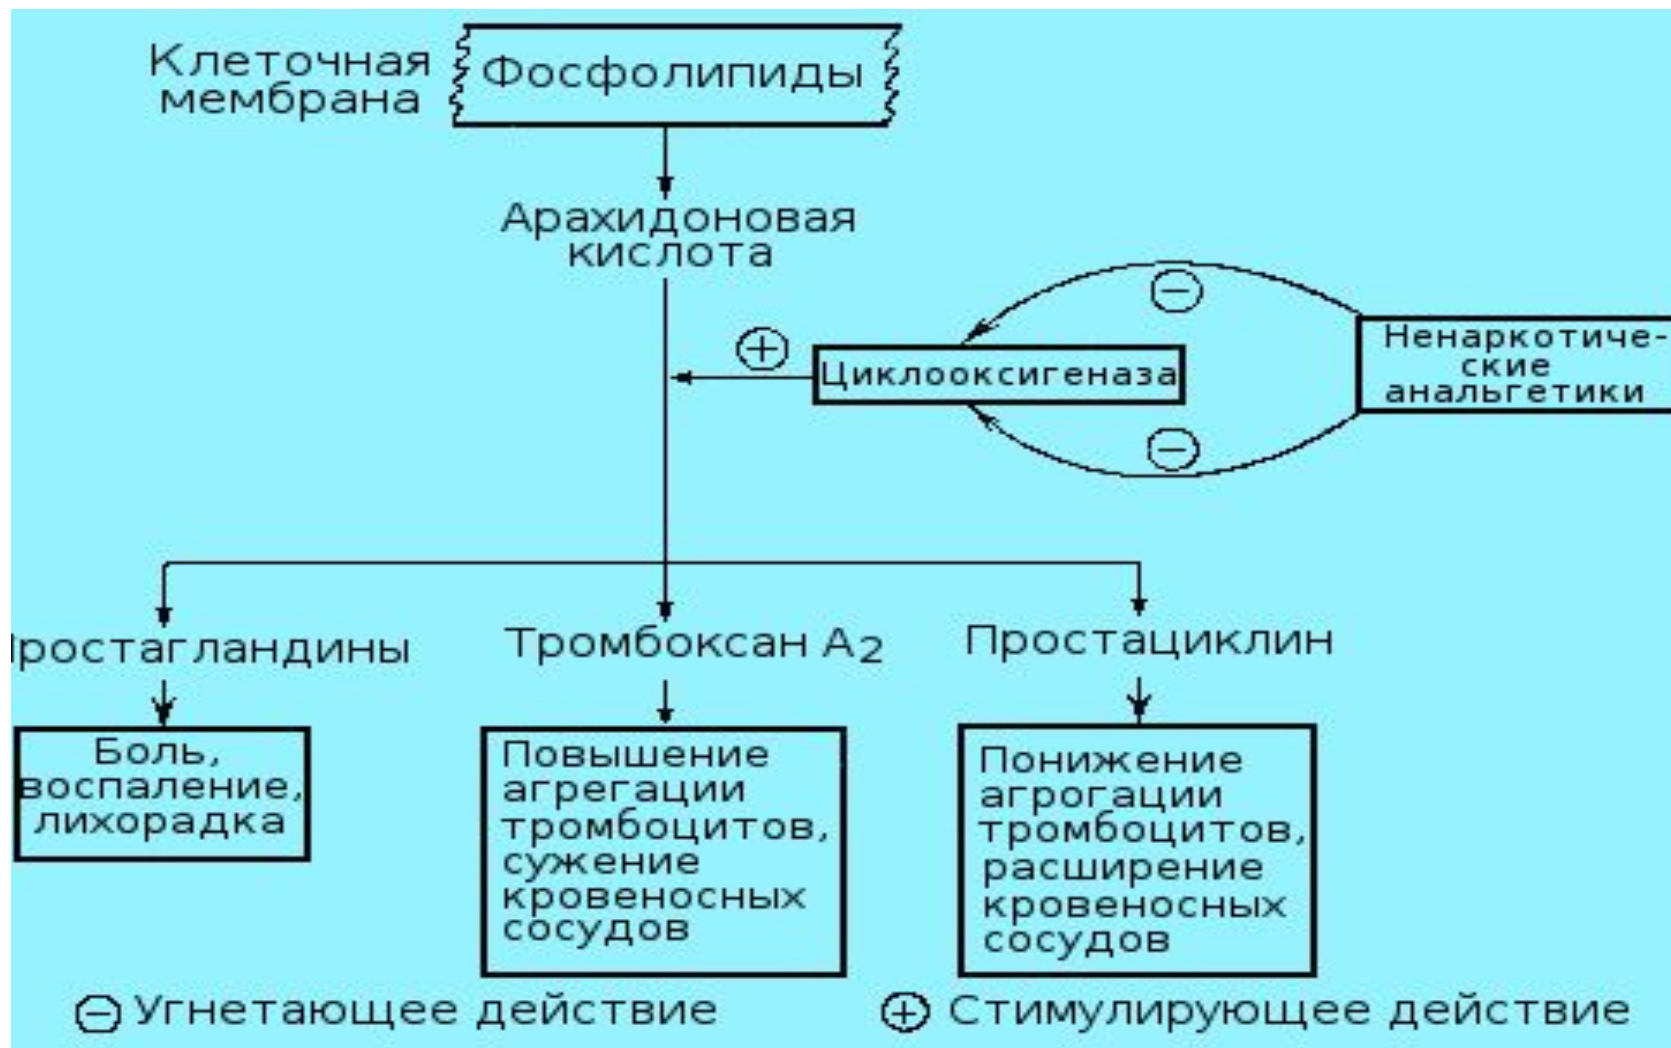 Клеточная
мембрана
Фосфолипиды
Арахидоновая
кислота
Циклооксигеназа
Ненаркотиче-
ские
анальгетики
ростагландины
Тромбоксан А2
Простациклин
Боль,
воспаление,
лихорадка
Повышение
агрегации
тромбоцитов,
сужение
кровеносных
сосудов
Понижение
агрогации
тромбоцитов,
расширение
кровеносных
сосудов
⊖ Угнетающее действие
⊕ Стимулирующее действие